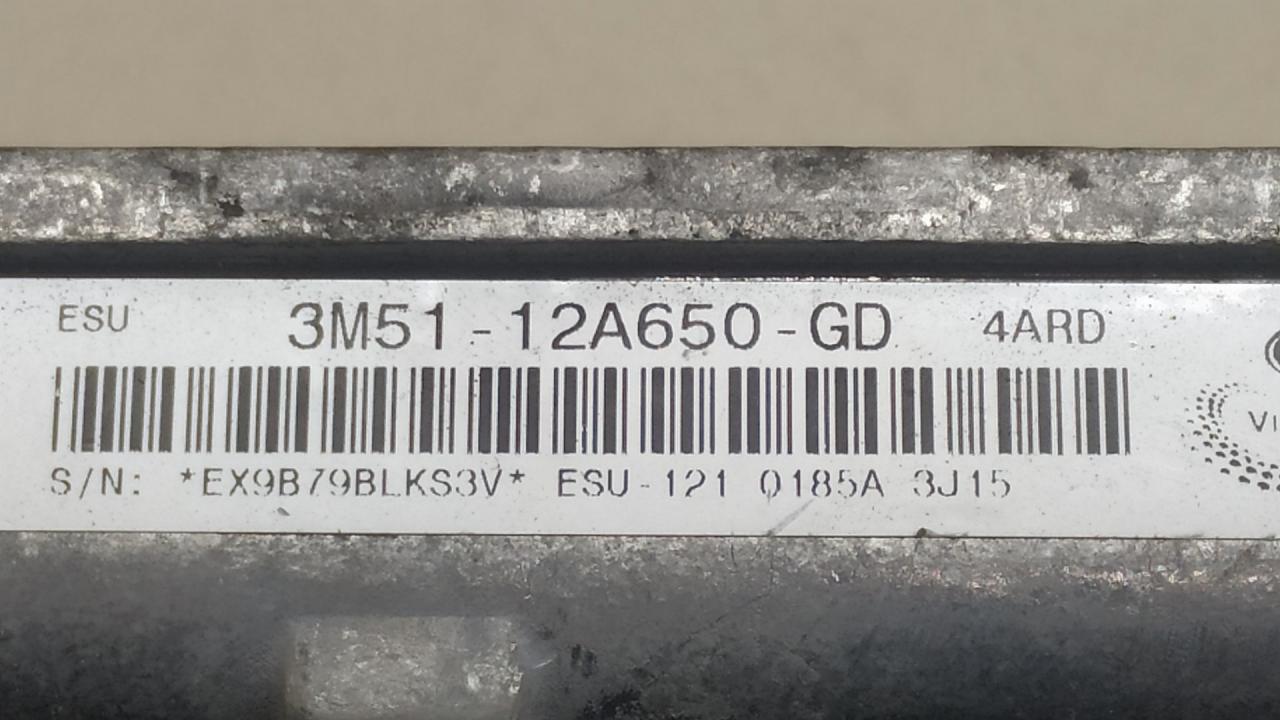 ESU 3M51-12A650-GD 4ARD
S/N: *EX9B79BLKS3V* ESU-121 0185A 3J15